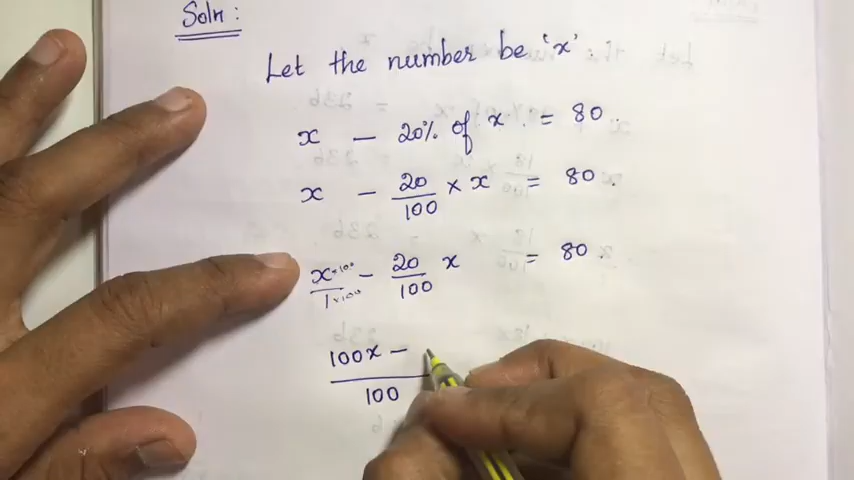 Soln :
Let the number be 'x'.
x - 20% of x = 80.
x - 20/100 × x = 80.
x×100/1×100 - 20/100 x = 80.
100x - /100